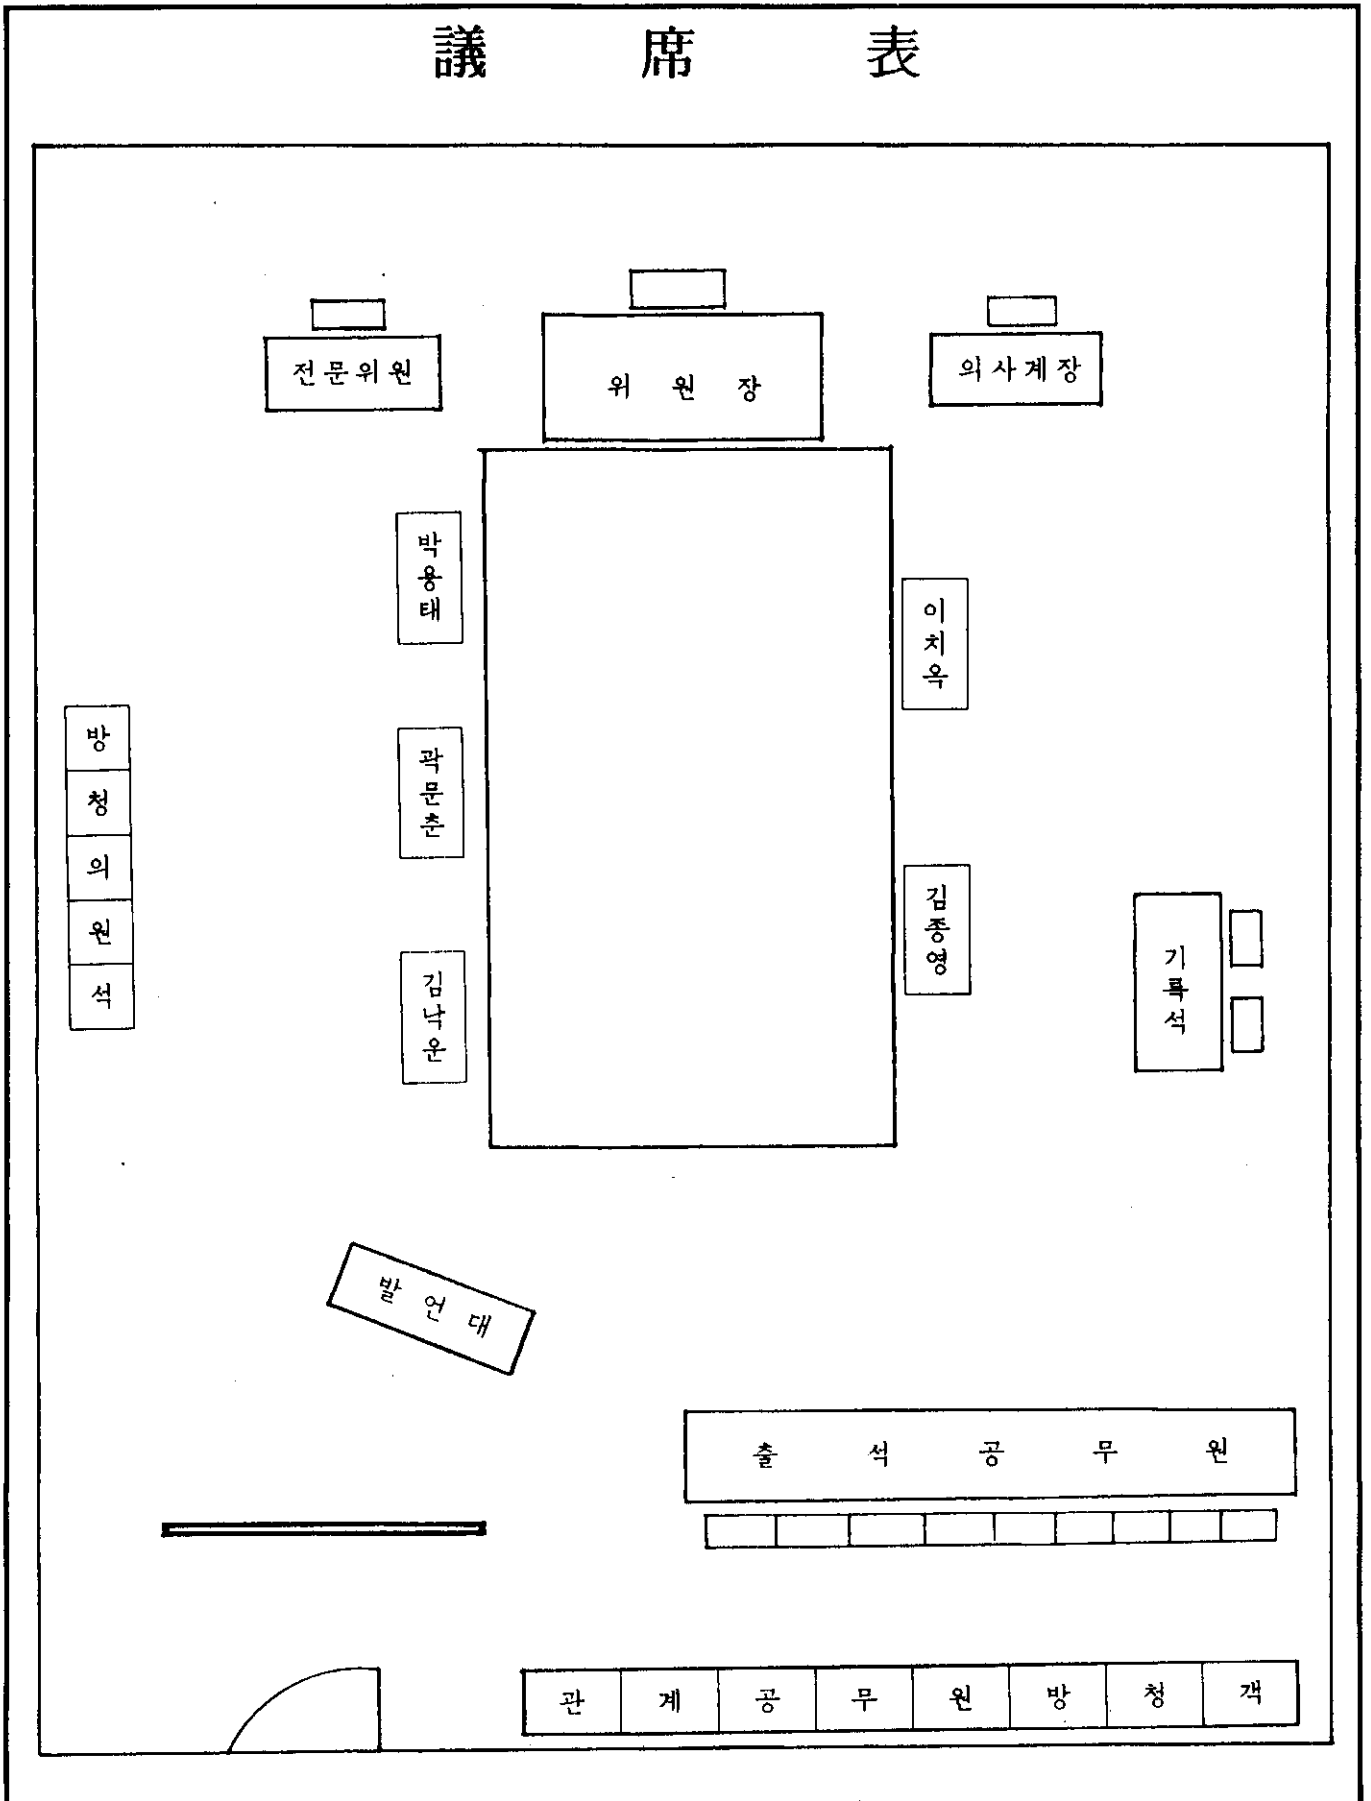 議 席 表
전문위원
위 원 장
의사계장
박용태
이치옥
곽문춘
방청의원석
김종영
김낙운
기록석
발언대
출 석 공 무 원
관 계 공 무 원 방 청 객